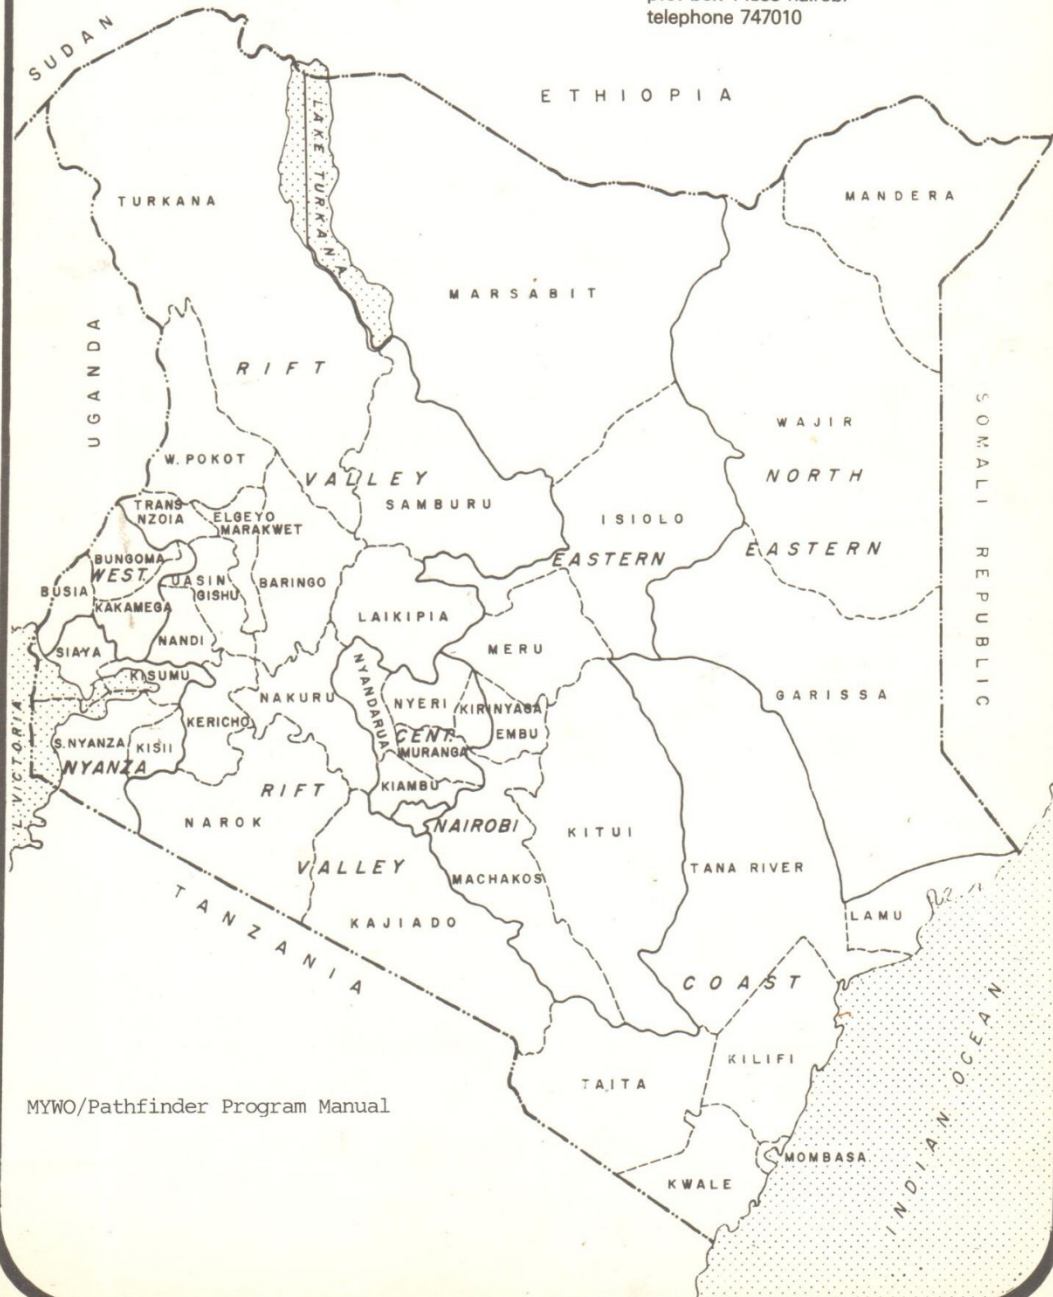 telephone 747010
SUDAN
ETHIOPIA
LAKE TURKANA
MANDERA
TURKANA
MARSABIT
UGANDA
RIFT
SOMALI REPUBLIC
WAJIR
W. POKOT
VALLEY
NORTH
SAMBURU
TRANS
NZOIA
ELGEYO
MARAKWET
ISIOLO
EASTERN
EASTERN
BUNGOMA
WEST.
UASIN
GISHU
BARINGO
BUSIA
KAKAMEGA
LAIKIPIA
NANDI
SIAYA
MERU
KISUMU
NYANDARUA
NAKURU
NYERI
KIRINYAGA
GARISSA
KERICHO
L. VICTORIA
S. NYANZA
KISII
CENT.
EMBU
MURANGA
NYANZA
KIAMBU
RIFT
NAROK
NAIROBI
KITUI
VALLEY
MACHAKOS
TANA RIVER
TANZANIA
KAJIADO
LAMU
COAST
KILIFI
TAITA
INDIAN OCEAN
MYWO/Pathfinder Program Manual
MOMBASA
KWALE